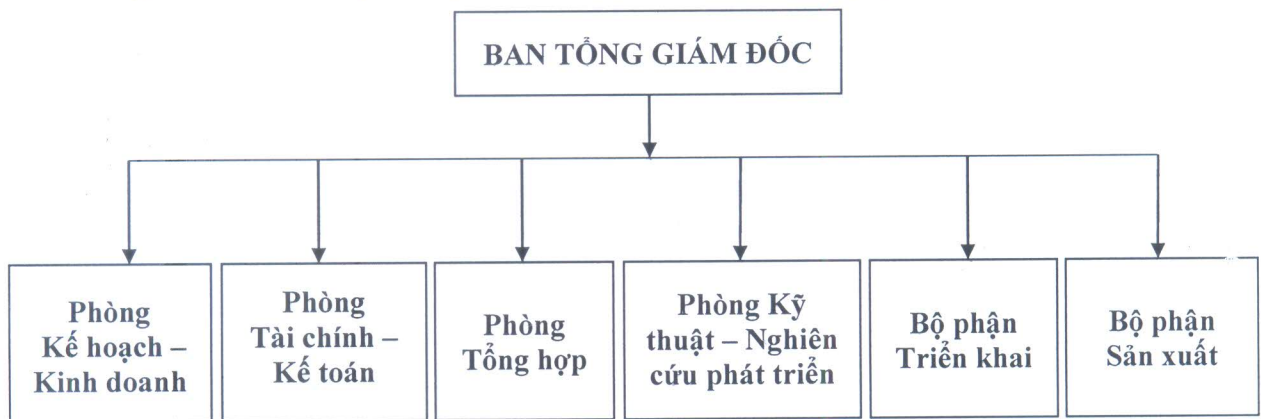 BAN TỔNG GIÁM ĐỐC
Phòng
Kế hoạch –
Kinh doanh
Phòng
Tài chính –
Kế toán
Phòng
Tổng hợp
Phòng Kỹ
thuật – Nghiên
cứu phát triển
Bộ phận
Triển khai
Bộ phận
Sản xuất